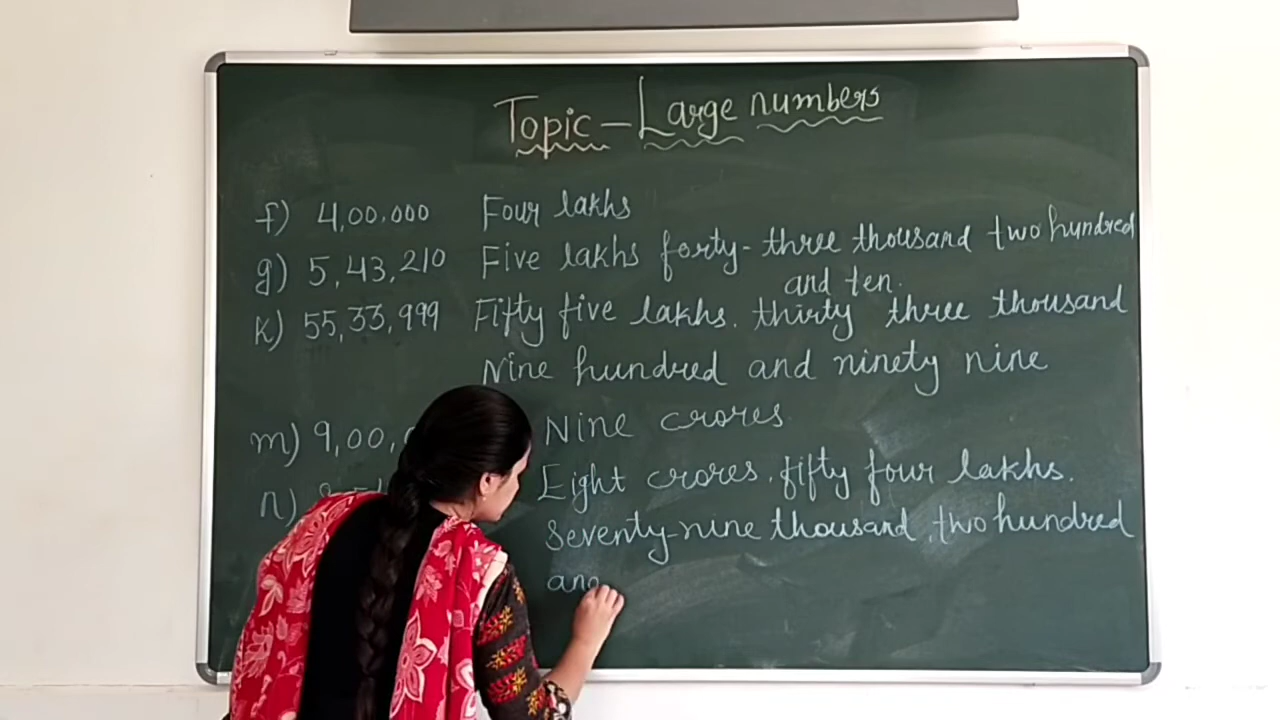 Topic - Large numbers
f) 4,00,000 Four lakhs
g) 5,43,210 Five lakhs forty-three thousand two hundred
and ten.
k) 55,33,999 Fifty five lakhs. thirty three thousand
Nine hundred and ninety nine
m) 9,00, Nine crores
n) Eight crores, fifty four lakhs.
Seventy-nine thousand, two hundred